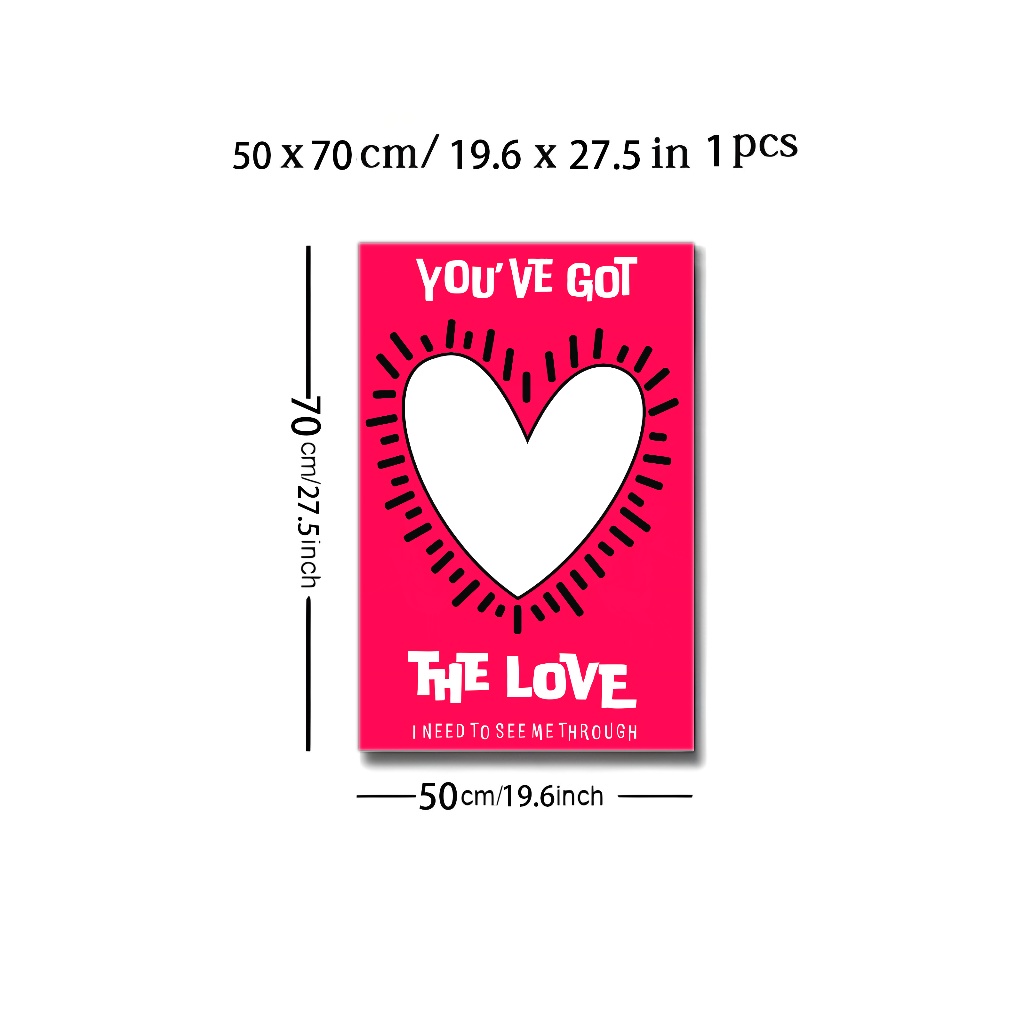 50 x 70 cm/ 19.6 x 27.5 in 1 pcs
YOU'VE GOT
70cm/27.5inch
THE LOVE
I NEED TO SEE ME THROUGH
50cm/19.6inch